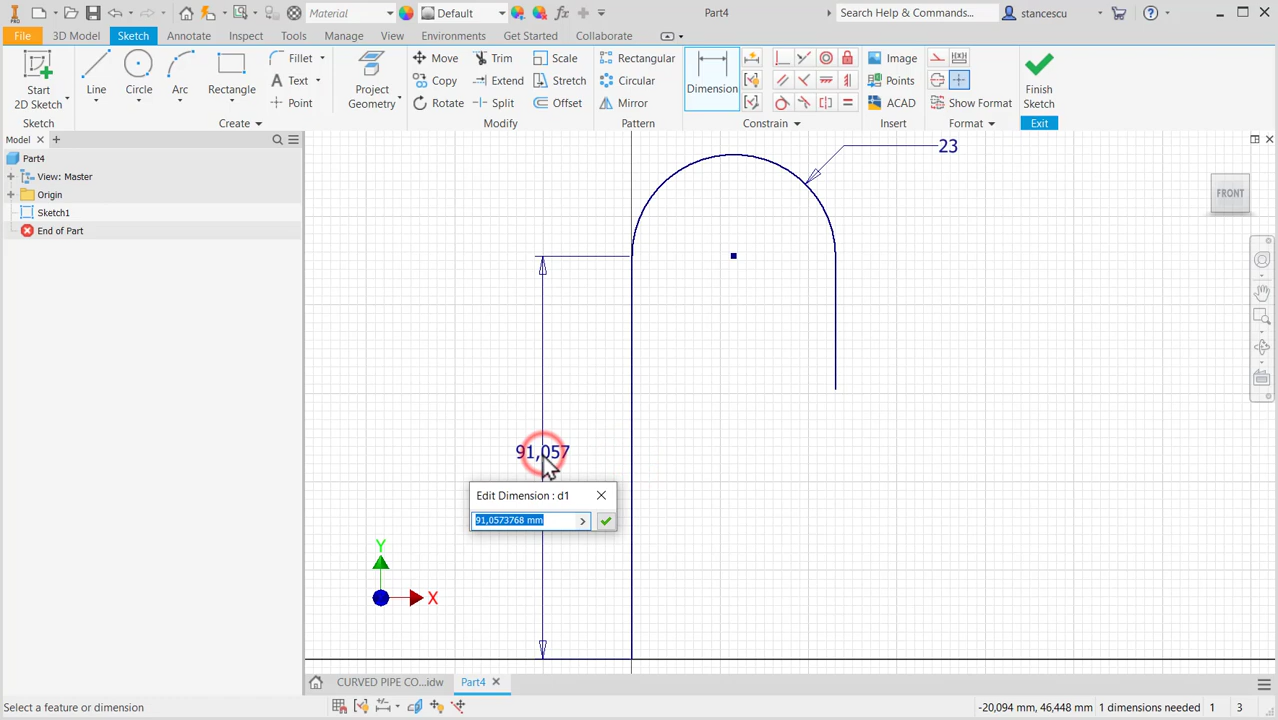 PRO
Material
Default
fx
Part4
Search Help & Commands...
stancescu
File
3D Model
Sketch
Annotate
Inspect
Tools
Manage
View
Environments
Get Started
Collaborate
Start
2D Sketch
Sketch
Line
Circle
Arc
Rectangle
Fillet
Text
Point
Create
Project
Geometry
Move
Copy
Rotate
Trim
Extend
Split
Scale
Stretch
Offset
Modify
Rectangular
Circular
Mirror
Pattern
Dimension
Constrain
Image
Points
ACAD
Insert
Show Format
Format
Finish
Sketch
Exit
Model
Part4
View: Master
Origin
Sketch1
End of Part
23
FRONT
91,057
Edit Dimension : d1
91,0573768 mm
Y
X
CURVED PIPE CO...idw
Part4
Select a feature or dimension
-20,094 mm, 46,448 mm
1 dimensions needed
1
3